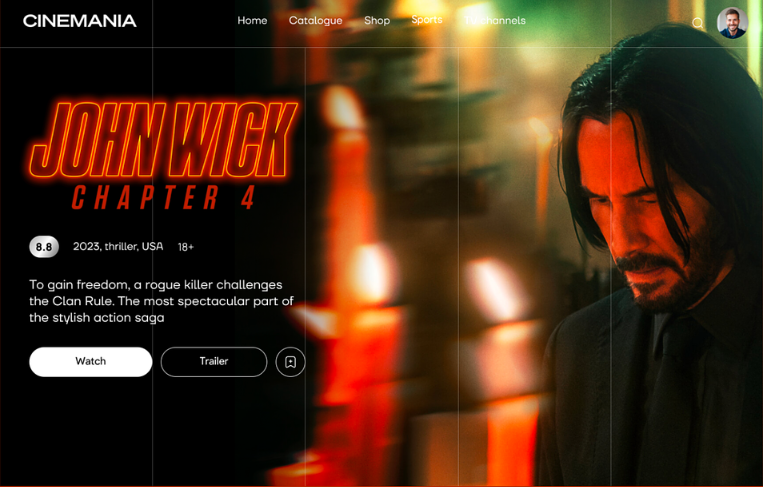 CINEMANIA
Home Catalogue Shop Sports TV channels
JOHN WICK
CHAPTER 4
8.8 2023, thriller, USA 18+
To gain freedom, a rogue killer challenges
the Clan Rule. The most spectacular part of
the stylish action saga
Watch Trailer